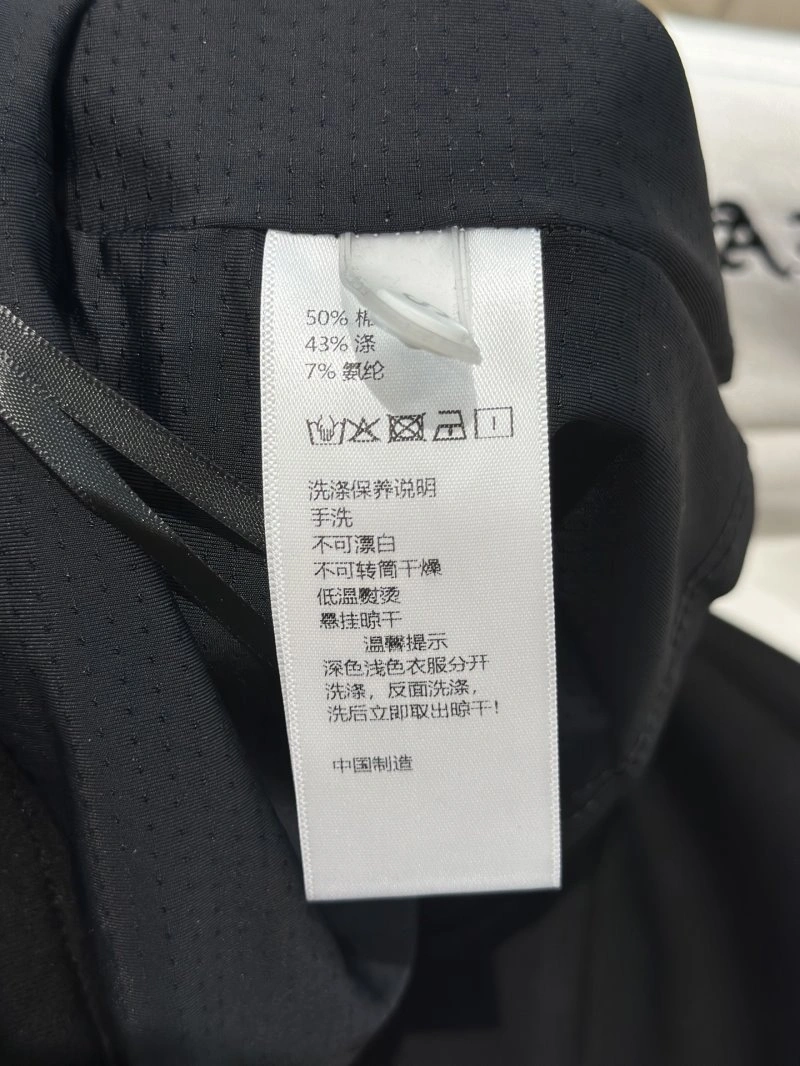 50% 棉
43% 涤
7% 氨纶
洗涤保养说明
手洗
不可漂白
不可转筒干燥
低温熨烫
悬挂晾干
温馨提示
深色浅色衣服分开
洗涤，反面洗涤，
洗后立即取出晾干！
中国制造